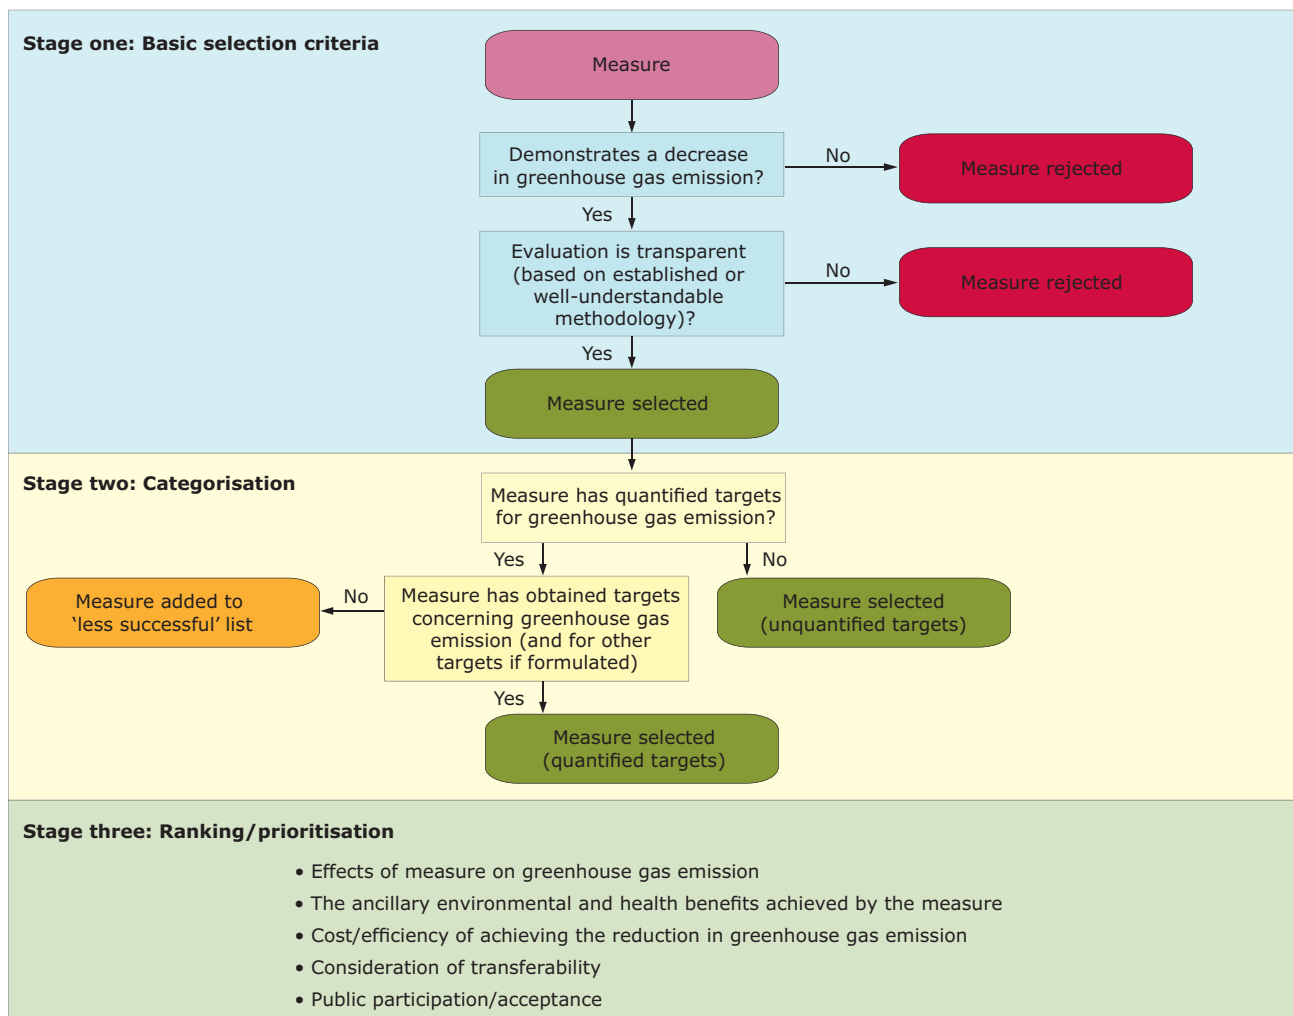 Stage one: Basic selection criteria
Measure
Demonstrates a decrease
in greenhouse gas emission?
No
Measure rejected
Yes
Evaluation is transparent
(based on established or
well-understandable
methodology)?
No
Measure rejected
Yes
Measure selected
Stage two: Categorisation
Measure has quantified targets
for greenhouse gas emission?
Yes
No
Measure added to
‘less successful’ list
No
Measure has obtained targets
concerning greenhouse gas
emission (and for other
targets if formulated)
Measure selected
(unquantified targets)
Yes
Measure selected
(quantified targets)
Stage three: Ranking/prioritisation
• Effects of measure on greenhouse gas emission
• The ancillary environmental and health benefits achieved by the measure
• Cost/efficiency of achieving the reduction in greenhouse gas emission
• Consideration of transferability
• Public participation/acceptance